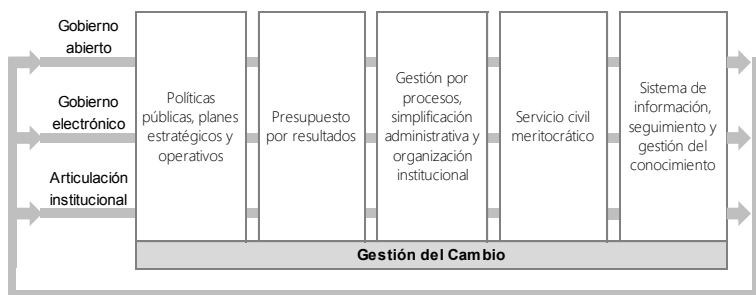 Gobierno
abierto
Gobierno
electrónico
Articulación
institucional
Políticas
públicas, planes
estratégicos y
operativos
Presupuesto
por resultados
Gestión por
procesos,
simplificación
administrativa y
organización
institucional
Servicio civil
meritocrático
Sistema de
información,
seguimiento y
gestión del
conocimiento
Gestión del Cambio